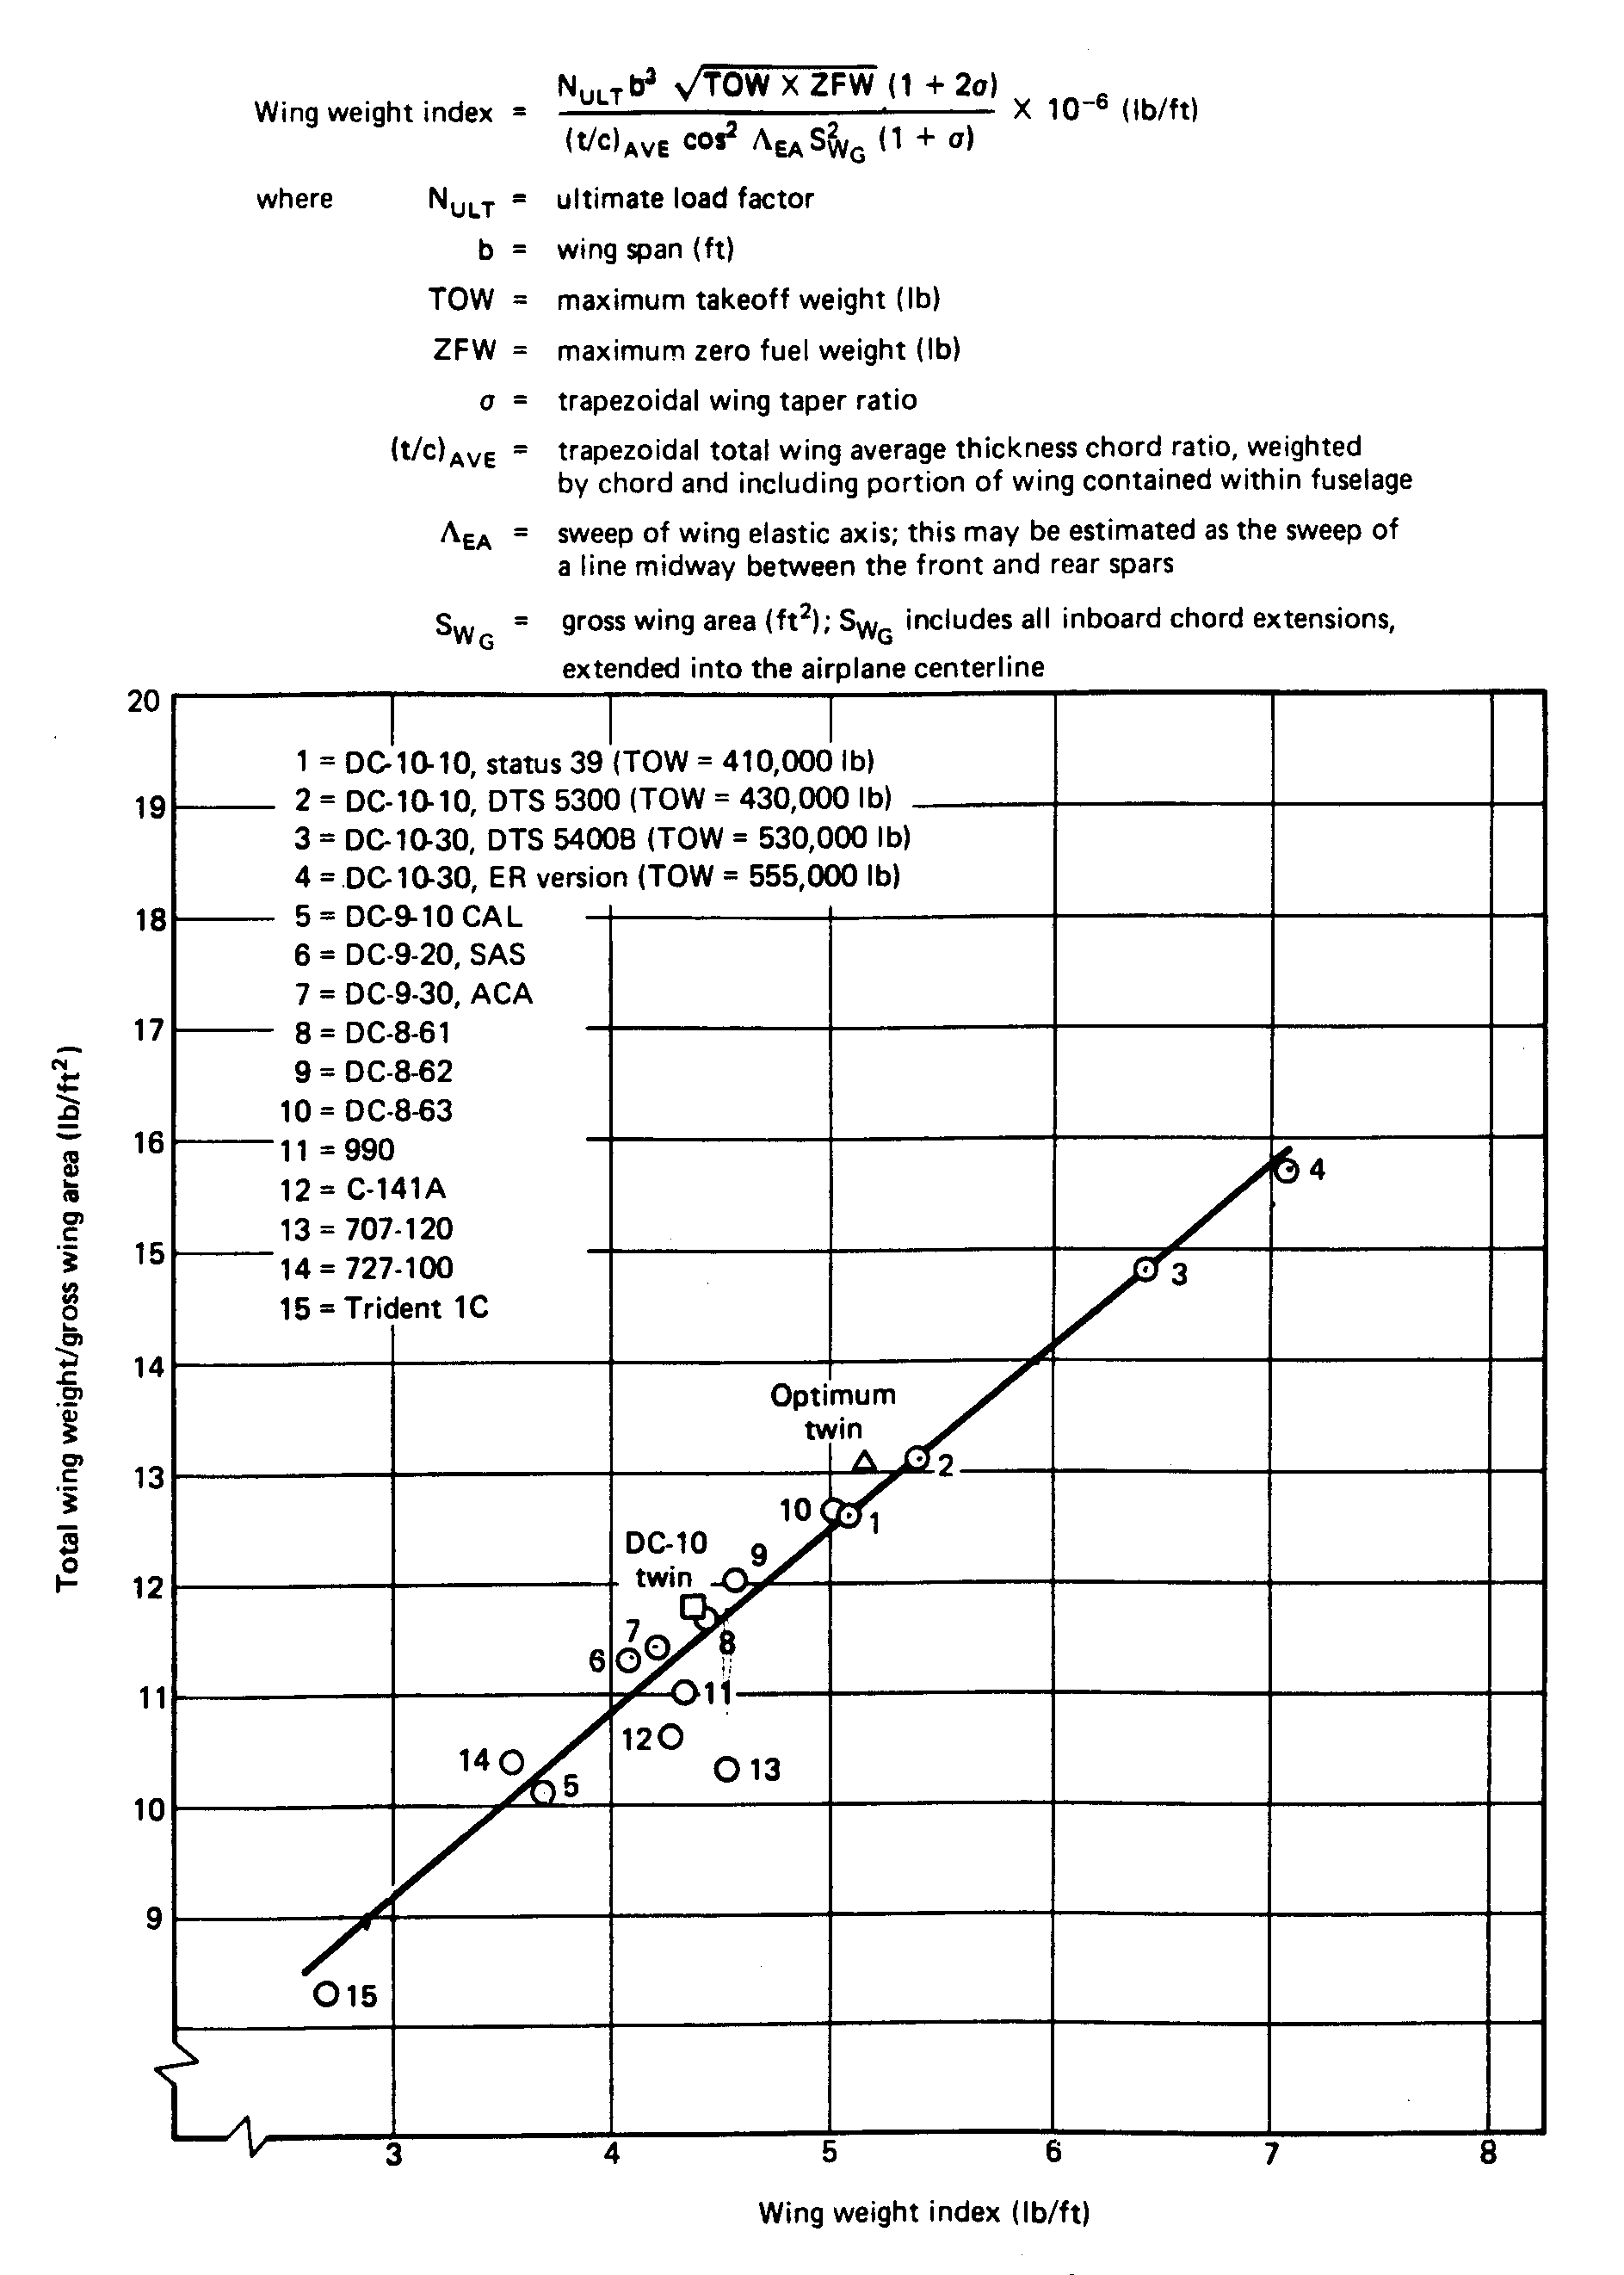 Wing weight index = N_ULT b³ √TOW X ZFW (1 + 2σ) / (t/c)_AVE cos² Λ_EA S²_WG (1 + σ) X 10⁻⁶ (lb/ft)
where N_ULT = ultimate load factor
b = wing span (ft)
TOW = maximum takeoff weight (lb)
ZFW = maximum zero fuel weight (lb)
σ = trapezoidal wing taper ratio
(t/c)_AVE = trapezoidal total wing average thickness chord ratio, weighted
by chord and including portion of wing contained within fuselage
Λ_EA = sweep of wing elastic axis; this may be estimated as the sweep of
a line midway between the front and rear spars
S_WG = gross wing area (ft²); S_WG includes all inboard chord extensions,
extended into the airplane centerline
20
19
18
17
16
15
14
13
12
11
10
9
Total wing weight/gross wing area (lb/ft²)
1 = DC-10-10, status 39 (TOW = 410,000 lb)
2 = DC-10-10, DTS 5300 (TOW = 430,000 lb)
3 = DC-10-30, DTS 5400B (TOW = 530,000 lb)
4 = DC-10-30, ER version (TOW = 555,000 lb)
5 = DC-9-10 CAL
6 = DC-9-20, SAS
7 = DC-9-30, ACA
8 = DC-8-61
9 = DC-8-62
10 = DC-8-63
11 = 990
12 = C-141A
13 = 707-120
14 = 727-100
15 = Trident 1C
4
3
Optimum
twin
2
10
1
DC-10
twin
9
7
8
6
11
12
13
14
5
15
3
4
5
6
7
8
Wing weight index (lb/ft)